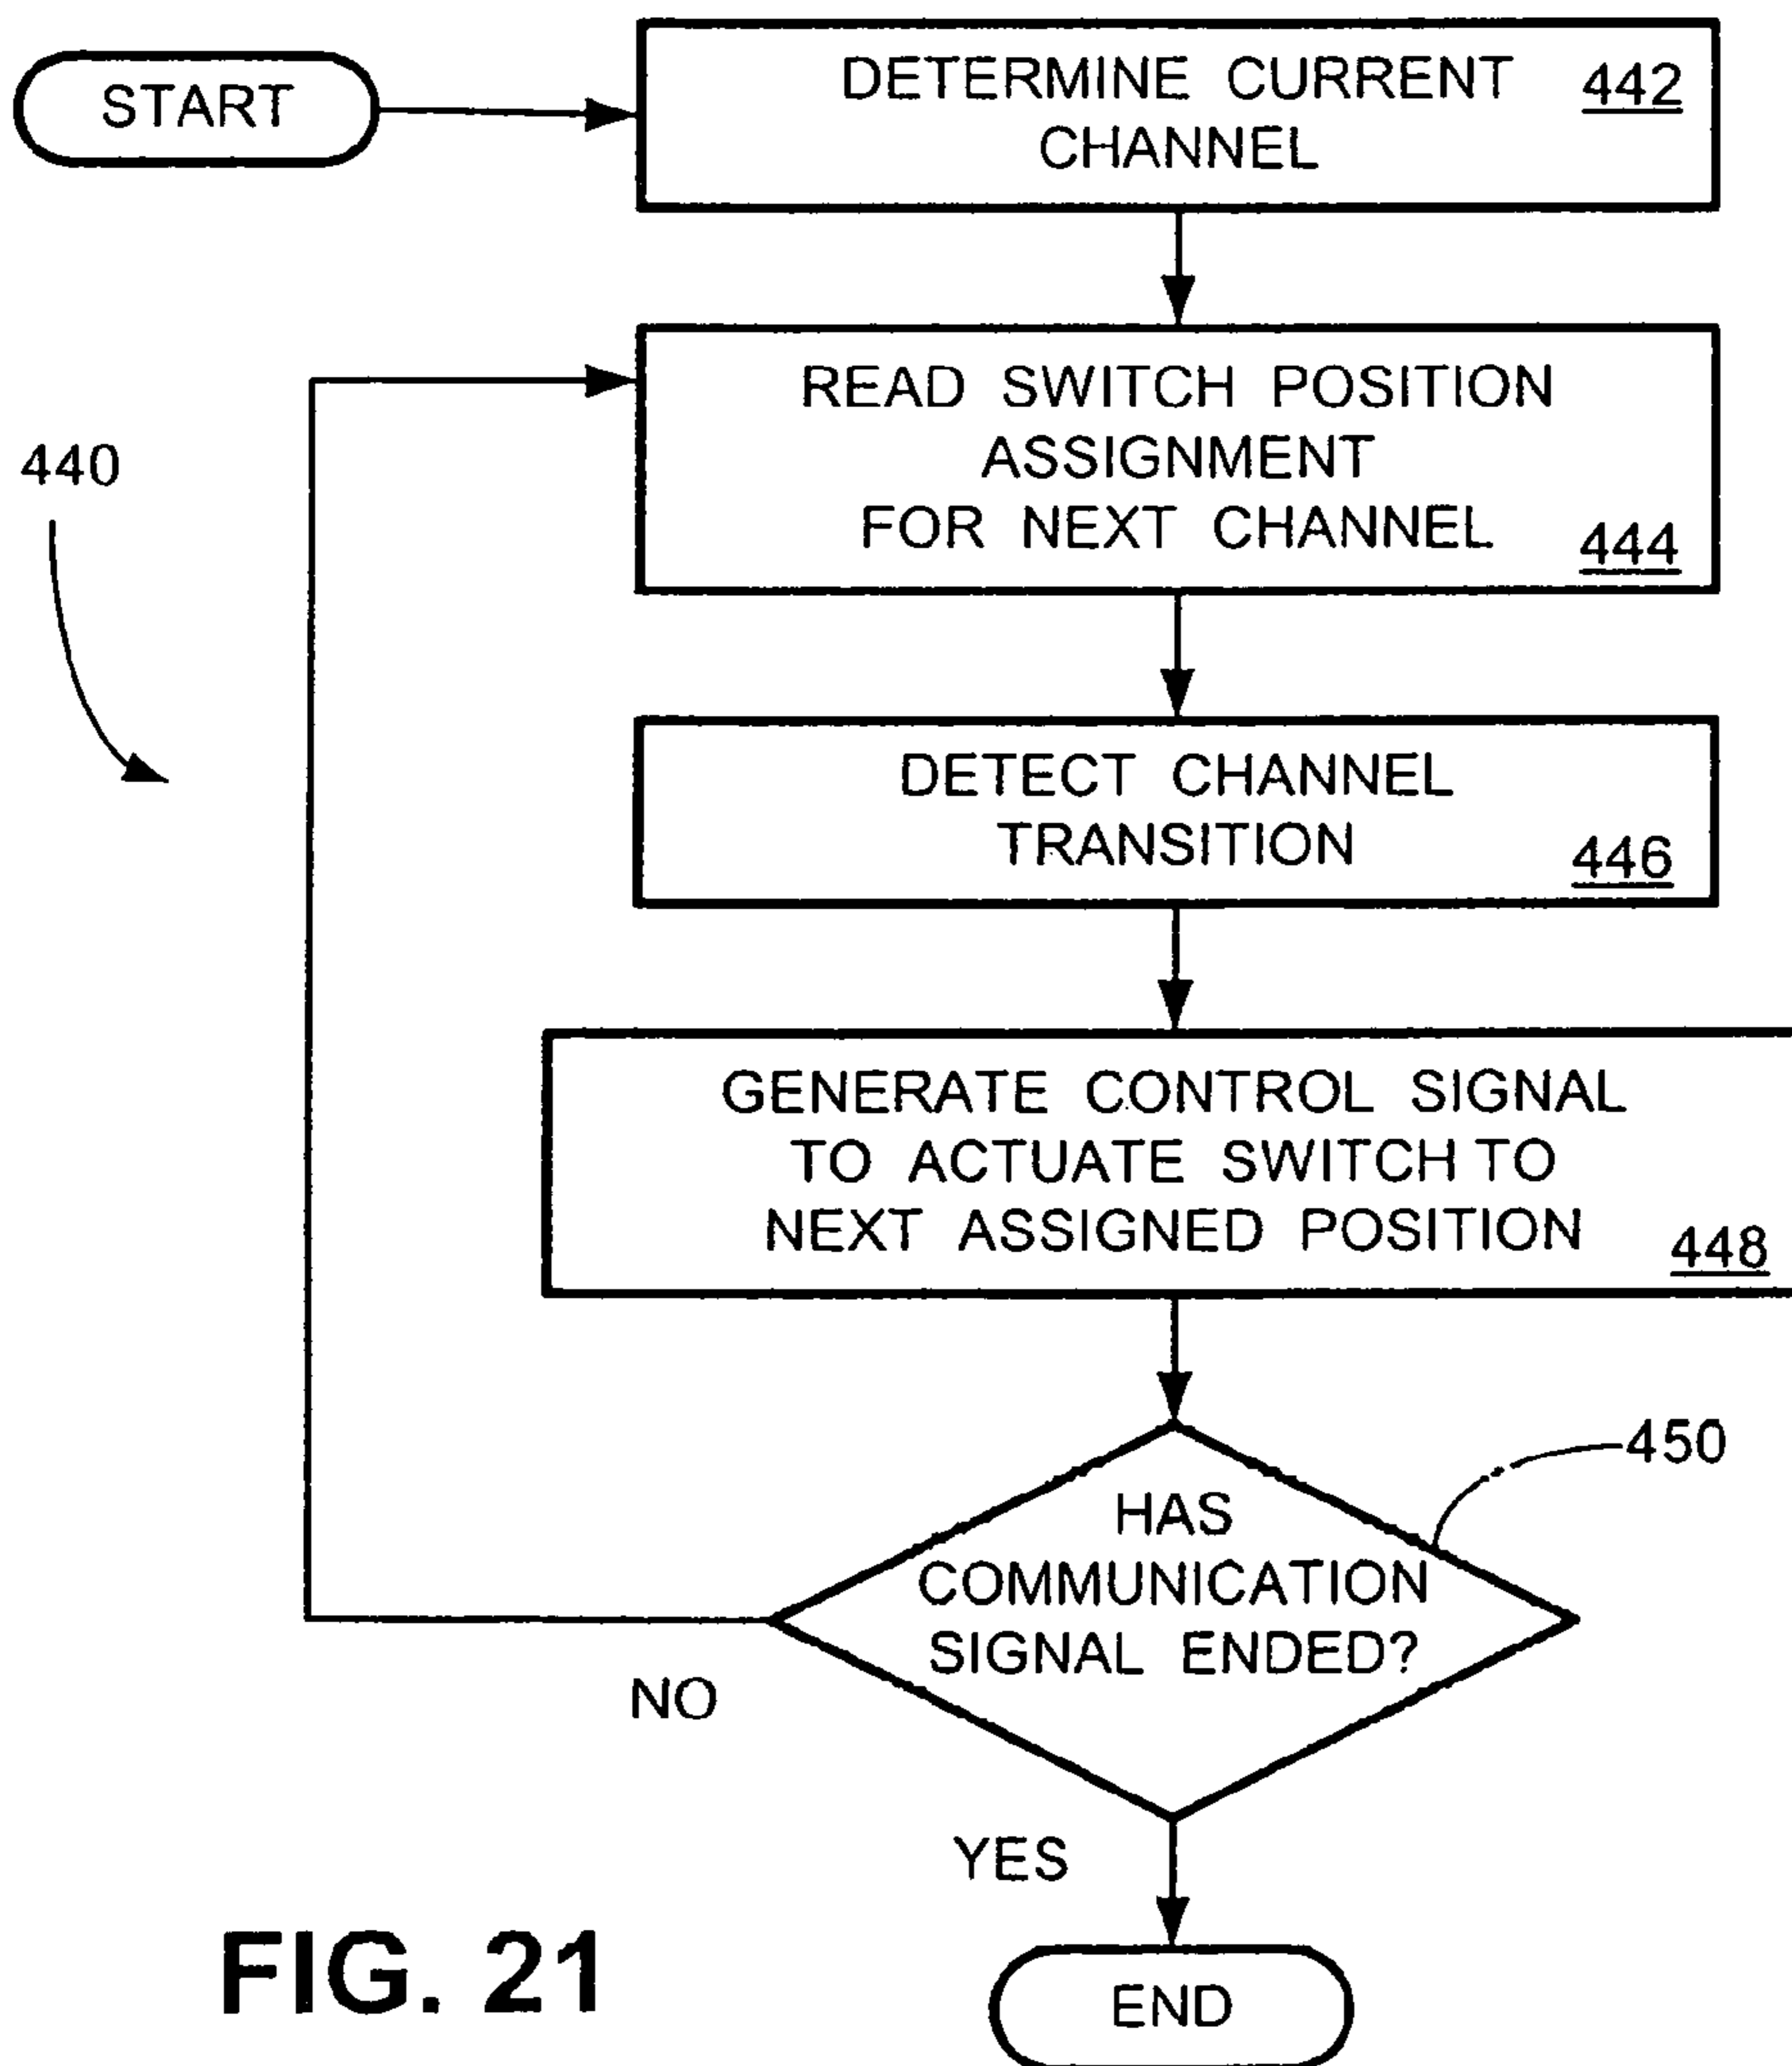 START
DETERMINE CURRENT
CHANNEL
442
READ SWITCH POSITION
ASSIGNMENT
FOR NEXT CHANNEL
444
440
DETECT CHANNEL
TRANSITION
446
GENERATE CONTROL SIGNAL
TO ACTUATE SWITCH TO
NEXT ASSIGNED POSITION
448
450
HAS
COMMUNICATION
SIGNAL ENDED?
NO
YES
END
FIG. 21